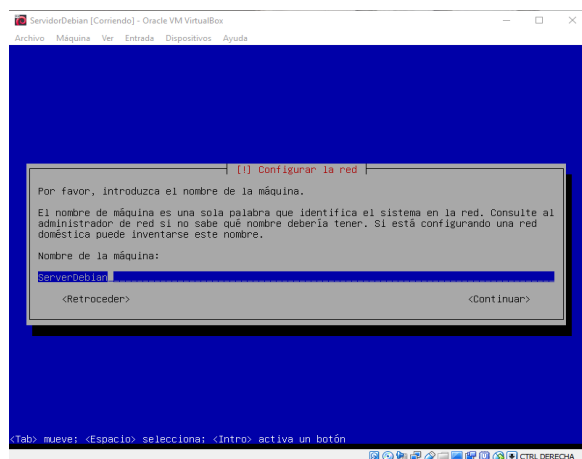 ServidorDebian [Corriendo] - Oracle VM VirtualBox
Archivo Máquina Ver Entrada Dispositivos Ayuda
[!] Configurar la red
Por favor, introduzca el nombre de la máquina.
El nombre de máquina es una sola palabra que identifica el sistema en la red. Consulte al
administrador de red si no sabe qué nombre debería tener. Si está configurando una red
doméstica puede inventarse este nombre.
Nombre de la máquina:
ServerDebian
<Retroceder> <Continuar>
<Tab> mueve; <Espacio> selecciona; <Intro> activa un botón
CTRL DERECHA